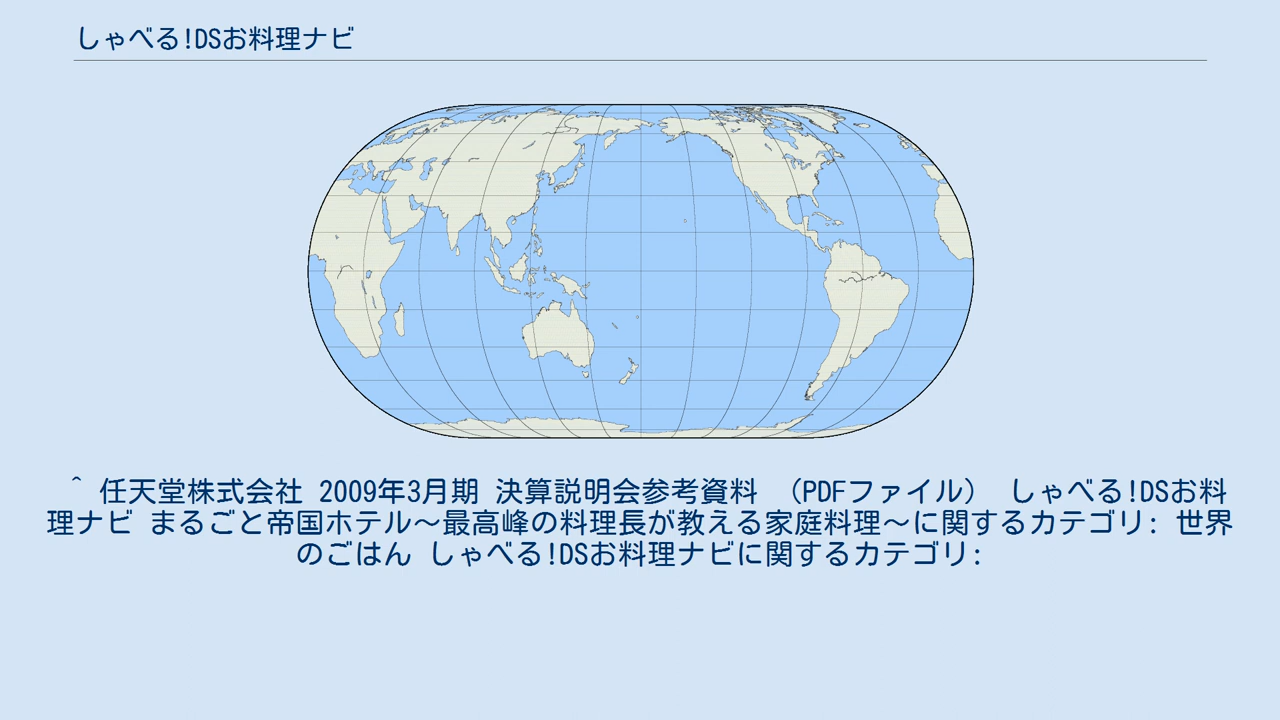 しゃべる!DSお料理ナビ
^ 任天堂株式会社 2009年3月期 決算説明会参考資料 （PDFファイル） しゃべる!DSお料
理ナビ まるごと帝国ホテル〜最高峰の料理長が教える家庭料理〜に関するカテゴリ: 世界
のごはん しゃべる!DSお料理ナビに関するカテゴリ: